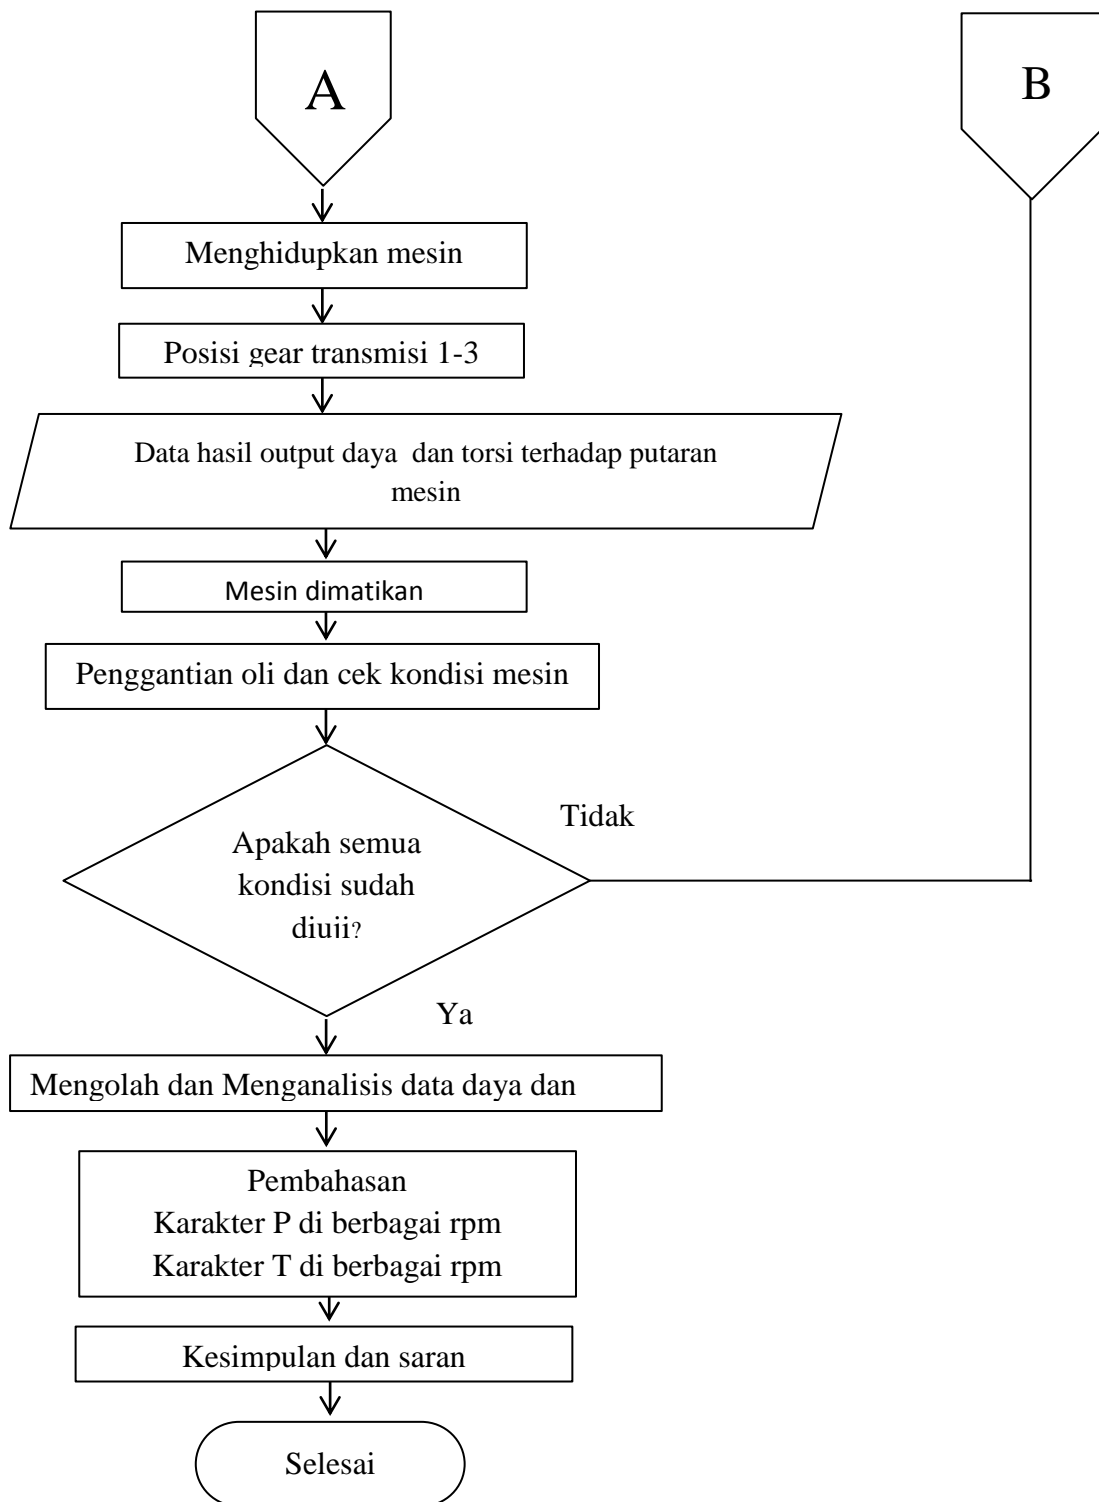 A
B
Menghidupkan mesin
Posisi gear transmisi 1-3
Data hasil output daya dan torsi terhadap putaran
mesin
Mesin dimatikan
Penggantian oli dan cek kondisi mesin
Tidak
Apakah semua
kondisi sudah
diuji?
Ya
Mengolah dan Menganalisis data daya dan
Pembahasan
Karakter P di berbagai rpm
Karakter T di berbagai rpm
Kesimpulan dan saran
Selesai